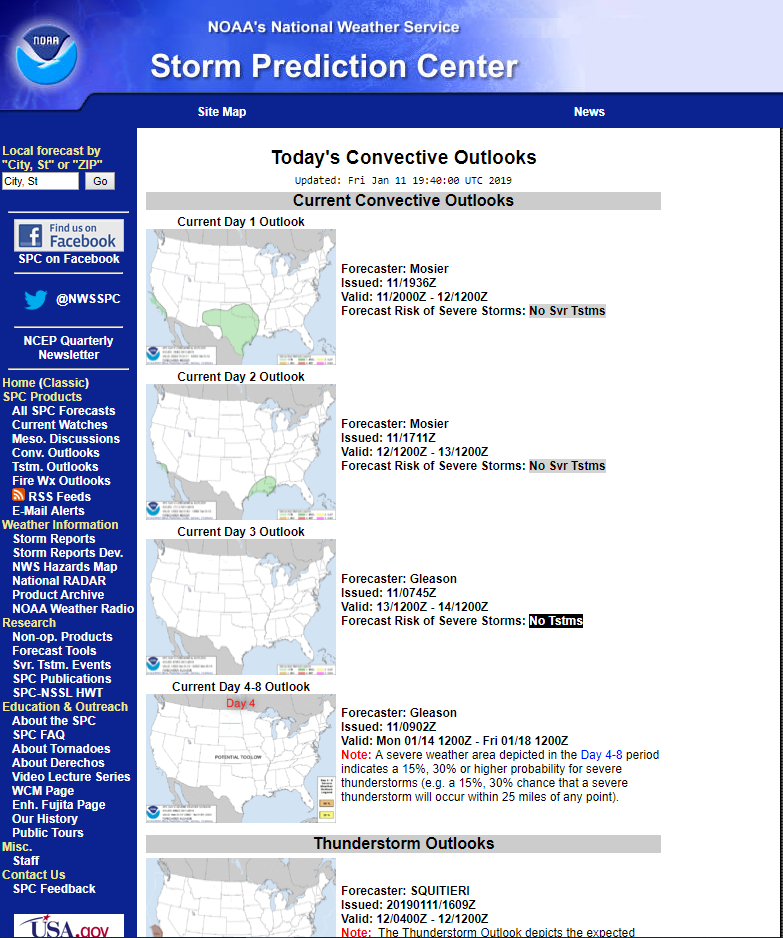 NOAA's National Weather Service
NOAA
Storm Prediction Center
Site Map
News
Local forecast by
"City, St" or "ZIP"
City, St
Go
Find us on
Facebook
SPC on Facebook
@NWSSPC
NCEP Quarterly
Newsletter
Home (Classic)
SPC Products
All SPC Forecasts
Current Watches
Meso. Discussions
Conv. Outlooks
Tstm. Outlooks
Fire Wx Outlooks
RSS Feeds
E-Mail Alerts
Weather Information
Storm Reports
Storm Reports Dev.
NWS Hazards Map
National RADAR
Product Archive
NOAA Weather Radio
Research
Non-op. Products
Forecast Tools
Svr. Tstm. Events
SPC Publications
SPC-NSSL HWT
Education & Outreach
About the SPC
SPC FAQ
About Tornadoes
About Derechos
Video Lecture Series
WCM Page
Enh. Fujita Page
Our History
Public Tours
Misc.
Staff
Contact Us
SPC Feedback
USA.gov
Today's Convective Outlooks
Updated: Fri Jan 11 19:40:00 UTC 2019
Current Convective Outlooks
Current Day 1 Outlook
Forecaster: Mosier
Issued: 11/1936Z
Valid: 11/2000Z - 12/1200Z
Forecast Risk of Severe Storms: No Svr Tstms
Current Day 2 Outlook
Forecaster: Mosier
Issued: 11/1711Z
Valid: 12/1200Z - 13/1200Z
Forecast Risk of Severe Storms: No Svr Tstms
Current Day 3 Outlook
Forecaster: Gleason
Issued: 11/0745Z
Valid: 13/1200Z - 14/1200Z
Forecast Risk of Severe Storms: No Tstms
Current Day 4-8 Outlook
Day 4
POTENTIAL TOO LOW
Forecaster: Gleason
Issued: 11/0902Z
Valid: Mon 01/14 1200Z - Fri 01/18 1200Z
Note: A severe weather area depicted in the Day 4-8 period
indicates a 15%, 30% or higher probability for severe
thunderstorms (e.g. a 15%, 30% chance that a severe
thunderstorm will occur within 25 miles of any point).
Thunderstorm Outlooks
Forecaster: SQUITIERI
Issued: 20190111/1609Z
Valid: 12/0400Z - 12/1200Z
Note: The Thunderstorm Outlook depicts the expected